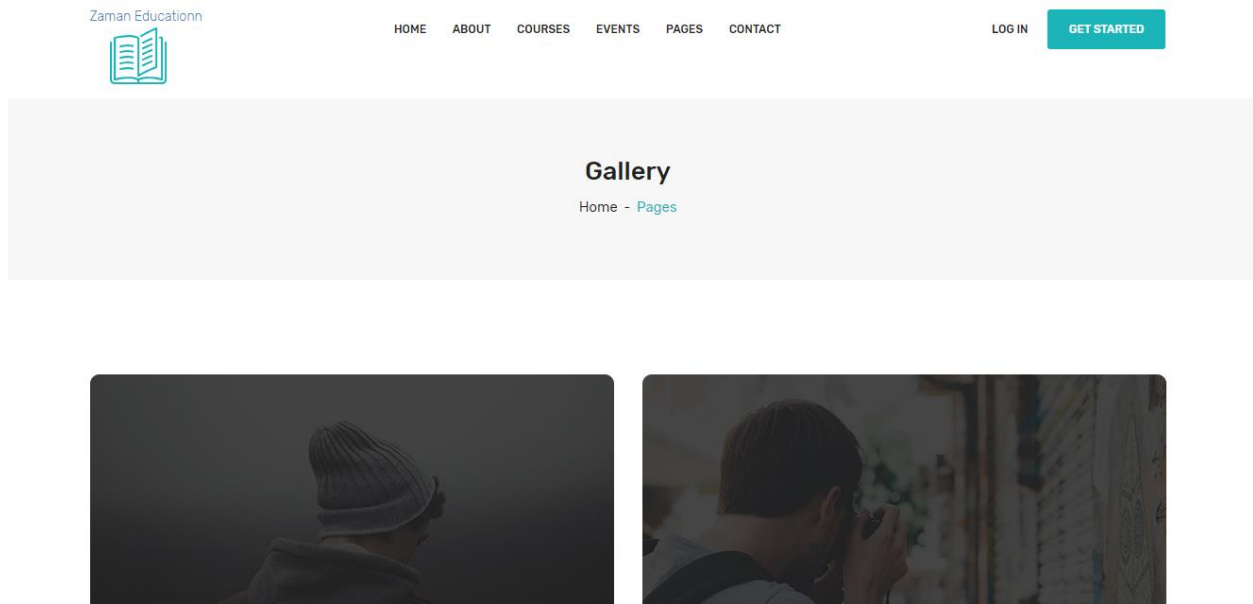 Zaman Educationn
HOME ABOUT COURSES EVENTS PAGES CONTACT LOG IN GET STARTED
Gallery
Home - Pages